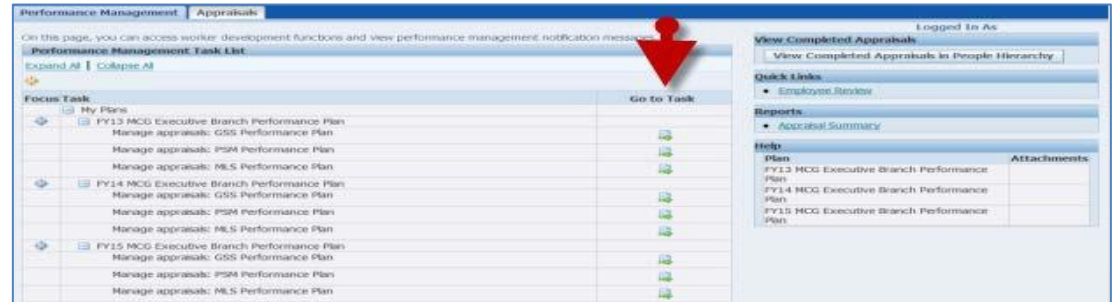 Performance Management Appraisals
Logged In As
On this page, you can access worker development functions and view performance management notification messages.
Performance Management Task List
Expand All | Collapse All
Focus Task Go to Task
My Plans
FY13 MCG Executive Branch Performance Plan
Manage appraisals: GSS Performance Plan
Manage appraisals: PSM Performance Plan
Manage appraisals: MLS Performance Plan
FY14 MCG Executive Branch Performance Plan
Manage appraisals: GSS Performance Plan
Manage appraisals: PSM Performance Plan
Manage appraisals: MLS Performance Plan
FY15 MCG Executive Branch Performance Plan
Manage appraisals: GSS Performance Plan
Manage appraisals: PSM Performance Plan
Manage appraisals: MLS Performance Plan
View Completed Appraisals
View Completed Appraisals in People Hierarchy
Quick Links
Employee Review
Reports
Appraisal Summary
Help
Plan Attachments
FY13 MCG Executive Branch Performance
Plan
FY14 MCG Executive Branch Performance
Plan
FY15 MCG Executive Branch Performance
Plan